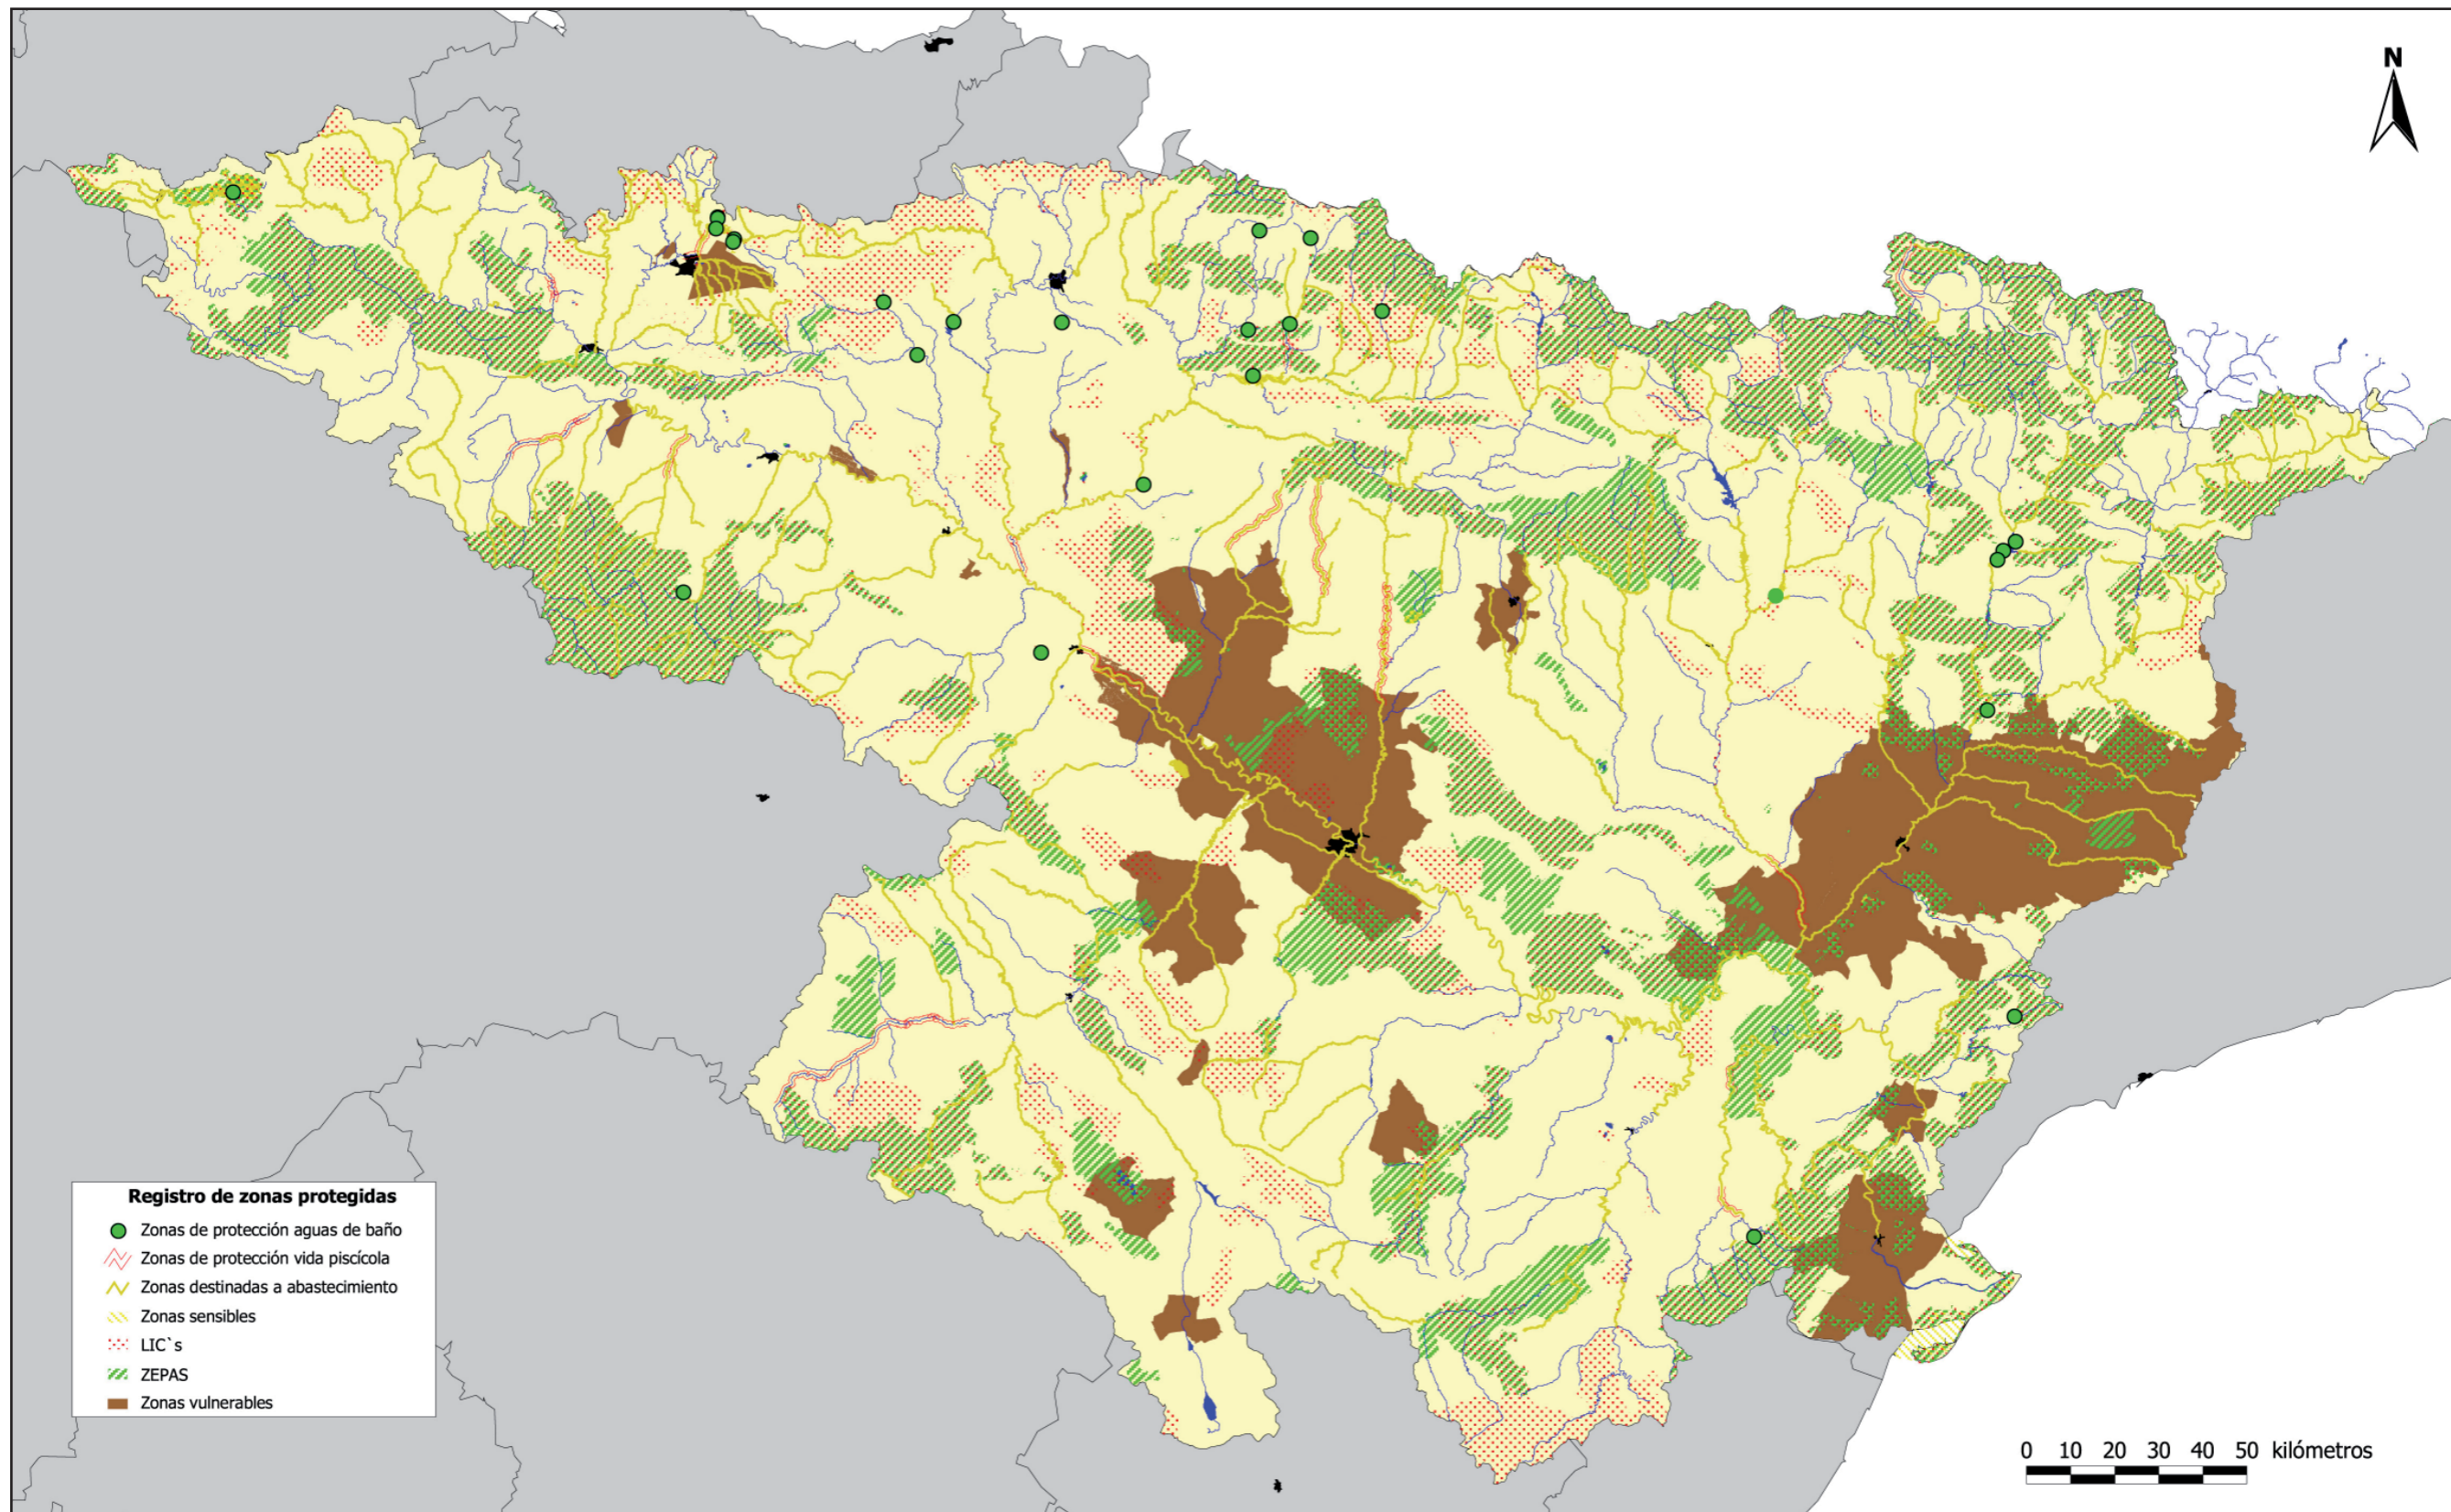 N
Registro de zonas protegidas
Zonas de protección aguas de baño
Zonas de protección vida piscícola
Zonas destinadas a abastecimiento
Zonas sensibles
LIC`s
ZEPAS
Zonas vulnerables
0 10 20 30 40 50 kilómetros